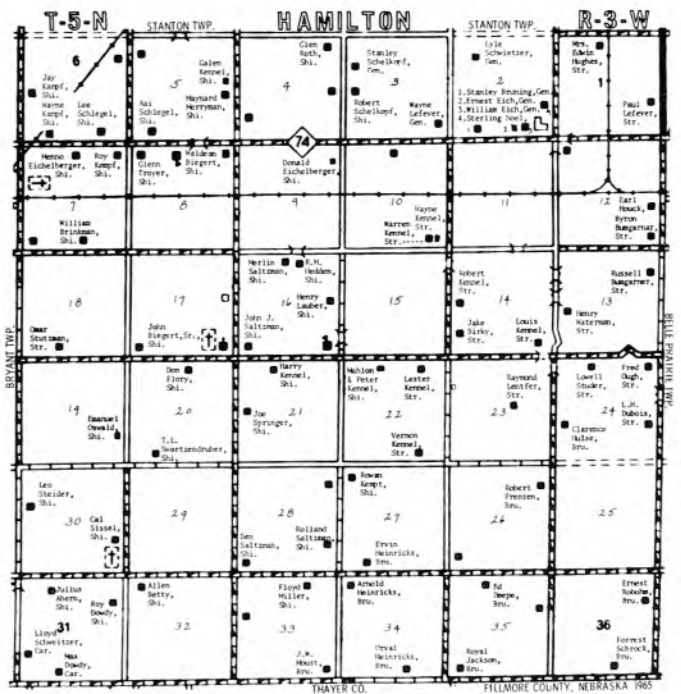 T-5-N
HAMILTON
R-3-W
STANTON TWP.
STANTON TWP.
6
Jay
Kempf,
Shi.
Wayne
Kempf,
Shi.
Lee
Schlegel,
Shi.
5
Galen
Kennel,
Shi.
Maynard
Merryman,
Shi.
Schlegel,
Shi.
4
Glen
Roth,
Shi.
3
Stanley
Schelkopf,
Gen.
Robert
Schelkopf,
Shi.
Wayne
Lefever,
Gen.
2
Lyle
Schwietzer,
Gen.
1.Stanley Bruning,Gen.
2.Ernest Eich,Gen.
3.William Eich,Gen.
4.Sterling Noel,
Mrs.
Edwin
Hughes,
Str.
1
Paul
Lefever,
Str.
74
Menno
Eichelberger,
Shi.
Roy
Kempf,
Shi.
7
William
Brinkman,
Shi.
Glenn
Troyer,
Shi.
Waldean
Biegert,
Shi.
8
Donald
Eichelberger,
Shi.
9
10
Wayne
Kennel,
Str.
Warren
Kennel,
Str.
11
12
Earl
Houck,
Byron
Bumgarnar,
Str.
18
Omar
Stutzman,
Str.
17
John
Biegert,Sr.,
Shi.
Merlin
Saltzman,
Shi.
R.M.
Hedden,
Shi.
16
Henry
Lauber,
Shi.
John J.
Saltzman,
Shi.
15
Robert
Kennel,
Str.
14
Jake
Birky,
Str.
Louis
Kennel,
Str.
Russell
Bumgarner,
Str.
13
Henry
Waterman,
Str.
BRYANT TWP.
BELLE PRAIRIE TWP.
19
Emanuel
Oswald,
Shi.
Don
Flory,
Shi.
20
T.L.
Swartzendruber,
Shi.
Harry
Kennel,
Shi.
Joe
Springer,
Shi.
21
Mahlon
& Peter
Kennel,
Shi.
Lester
Kennel,
Str.
22
Vernon
Kennel,
Str.
Raymond
Lentfer,
Str.
23
Lowell
Studer,
Str.
Fred
Ough,
Str.
24
L.H.
Dubois,
Str.
Clarence
Hulse,
Bru.
Leo
Steider,
Shi.
30
Cal
Sissel,
Shi.
29
28
Ben
Saltzman,
Shi.
Rolland
Saltzman,
Shi.
Rowan
Kempf,
Shi.
27
Ervin
Heinricks,
Bru.
Robert
Frenzen,
Bru.
26
25
Julius
Ahern,
Shi.
Roy
Dowdy,
Shi.
31
Lloyd
Schweitzer,
Car.
Max
Dowdy,
Car.
Allen
Betty,
Shi.
32
Floyd
Miller,
Shi.
33
J.W.
Houst,
Bru.
Arnold
Heinricks,
Bru.
34
Orval
Heinricks,
Bru.
Ed
Deepe,
Bru.
35
Royal
Jackson,
Bru.
Ernest
Robohm,
Bru.
36
Forrest
Schrock,
Bru.
THAYER CO.
FILLMORE COUNTY, NEBRASKA 1965